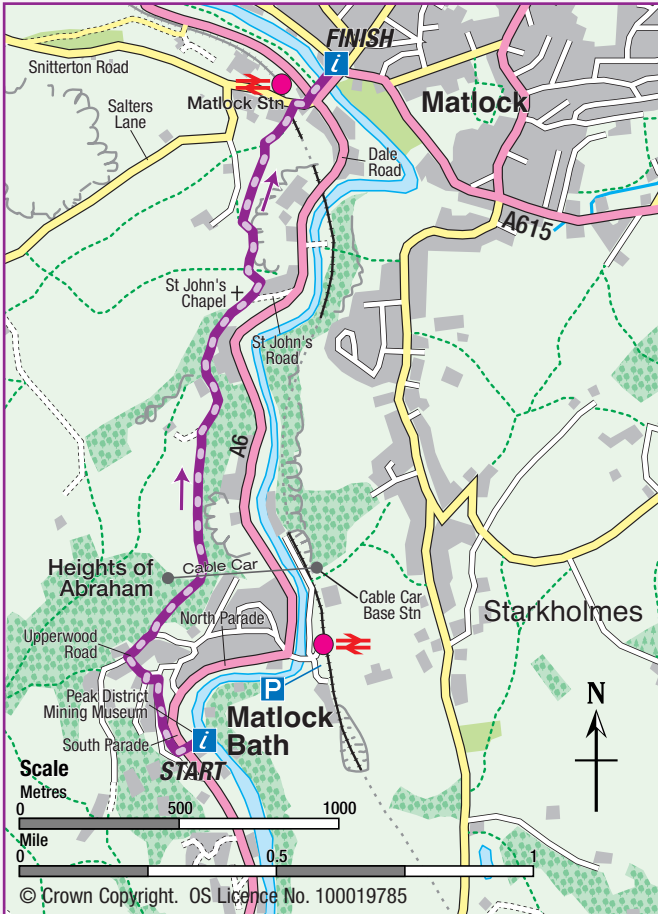 FINISH
i
Snitterton Road
Matlock Stn
Matlock
Salters
Lane
Dale
Road
A615
St John's
Chapel
St John's
Road
A6
Heights of
Abraham
Cable Car
Cable Car
Base Stn
Starkholmes
North Parade
Upperwood
Road
Peak District
Mining Museum
P
Matlock
Bath
i
South Parade
START
N
Scale
Metres
0 500 1000
Mile
0 0.5 1
© Crown Copyright. OS Licence No. 100019785